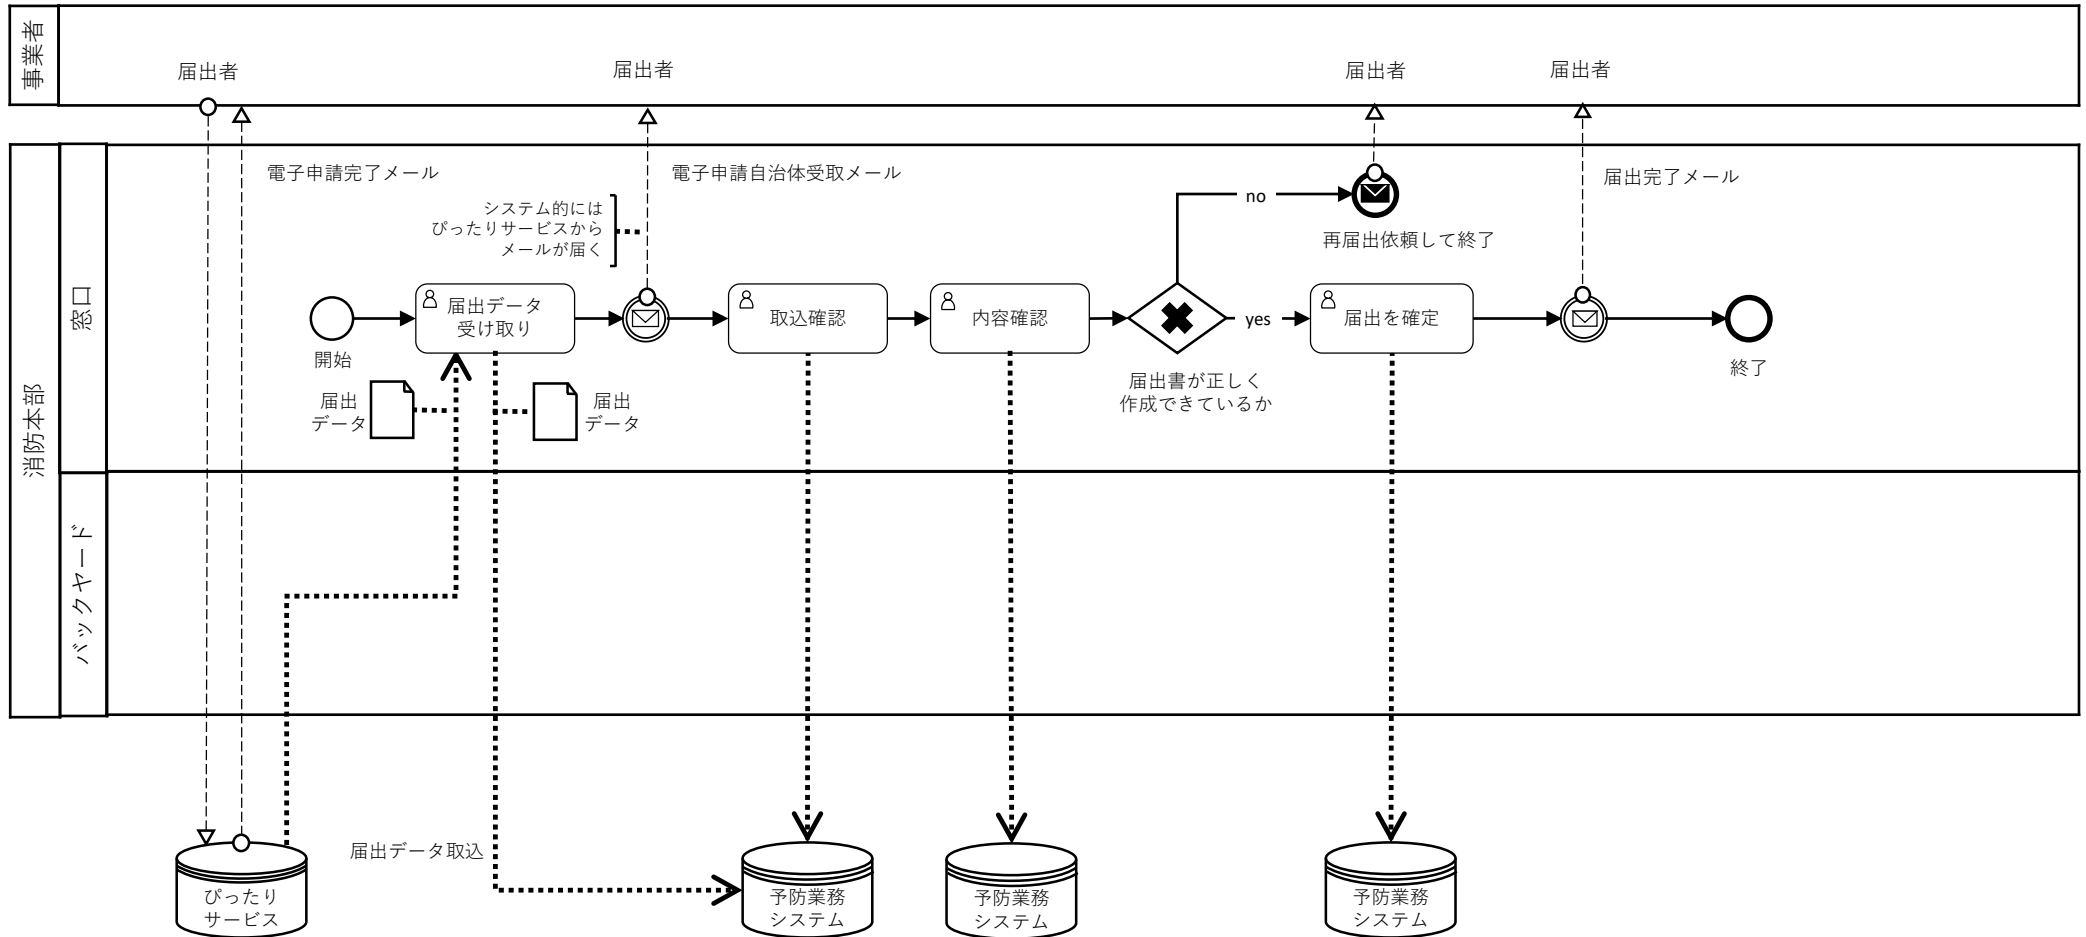 事業者
届出者
届出者
届出者
届出者
消防本部
窓口
バックヤード
電子申請完了メール
電子申請自治体受取メール
届出完了メール
システム的には
ぴったりサービスから
メールが届く
no
再届出依頼して終了
開始
届出データ
受け取り
取込確認
内容確認
yes
届出を確定
終了
届出書が正しく
作成できているか
届出
データ
届出
データ
届出データ取込
ぴったり
サービス
予防業務
システム
予防業務
システム
予防業務
システム